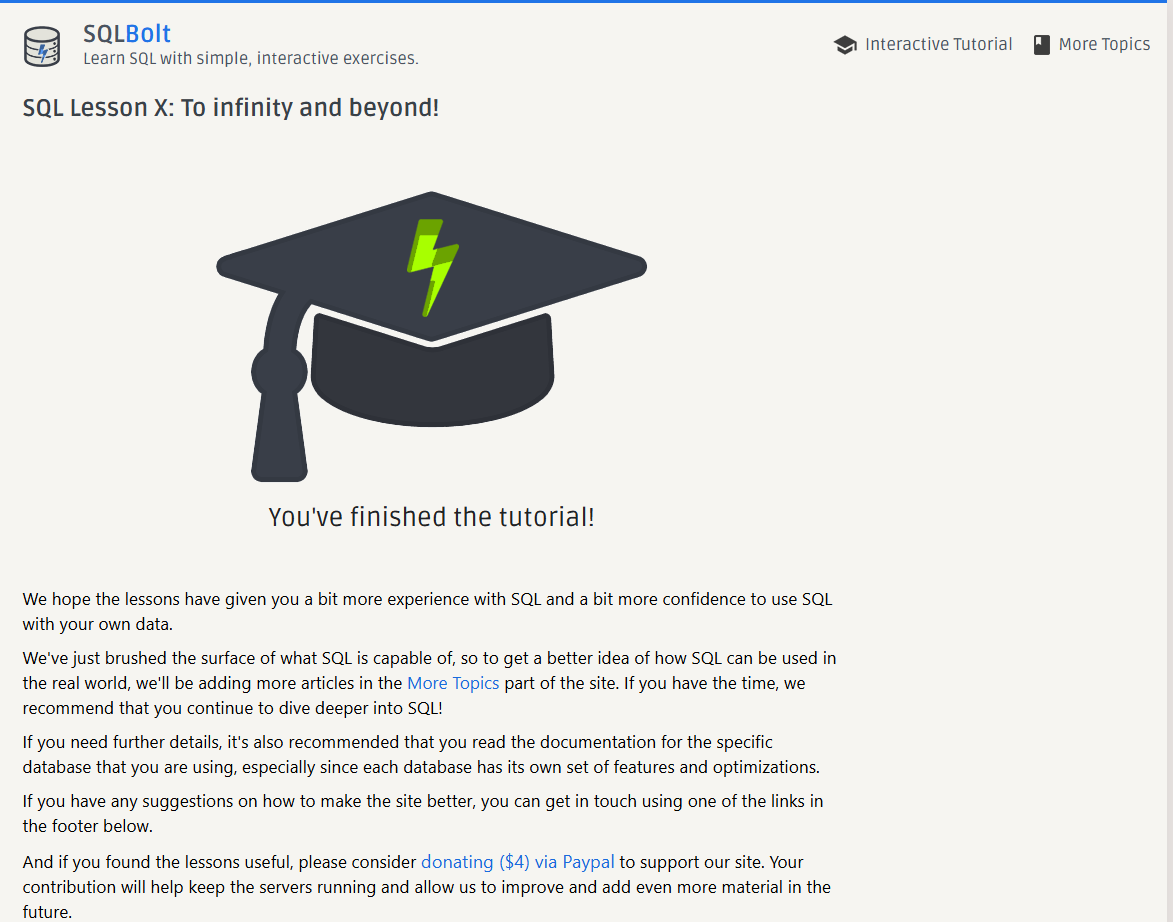 SQLBolt
Learn SQL with simple, interactive exercises.
Interactive Tutorial
More Topics
SQL Lesson X: To infinity and beyond!
You've finished the tutorial!
We hope the lessons have given you a bit more experience with SQL and a bit more confidence to use SQL
with your own data.
We've just brushed the surface of what SQL is capable of, so to get a better idea of how SQL can be used in
the real world, we'll be adding more articles in the More Topics part of the site. If you have the time, we
recommend that you continue to dive deeper into SQL!
If you need further details, it's also recommended that you read the documentation for the specific
database that you are using, especially since each database has its own set of features and optimizations.
If you have any suggestions on how to make the site better, you can get in touch using one of the links in
the footer below.
And if you found the lessons useful, please consider donating ($4) via Paypal to support our site. Your
contribution will help keep the servers running and allow us to improve and add even more material in the
future.